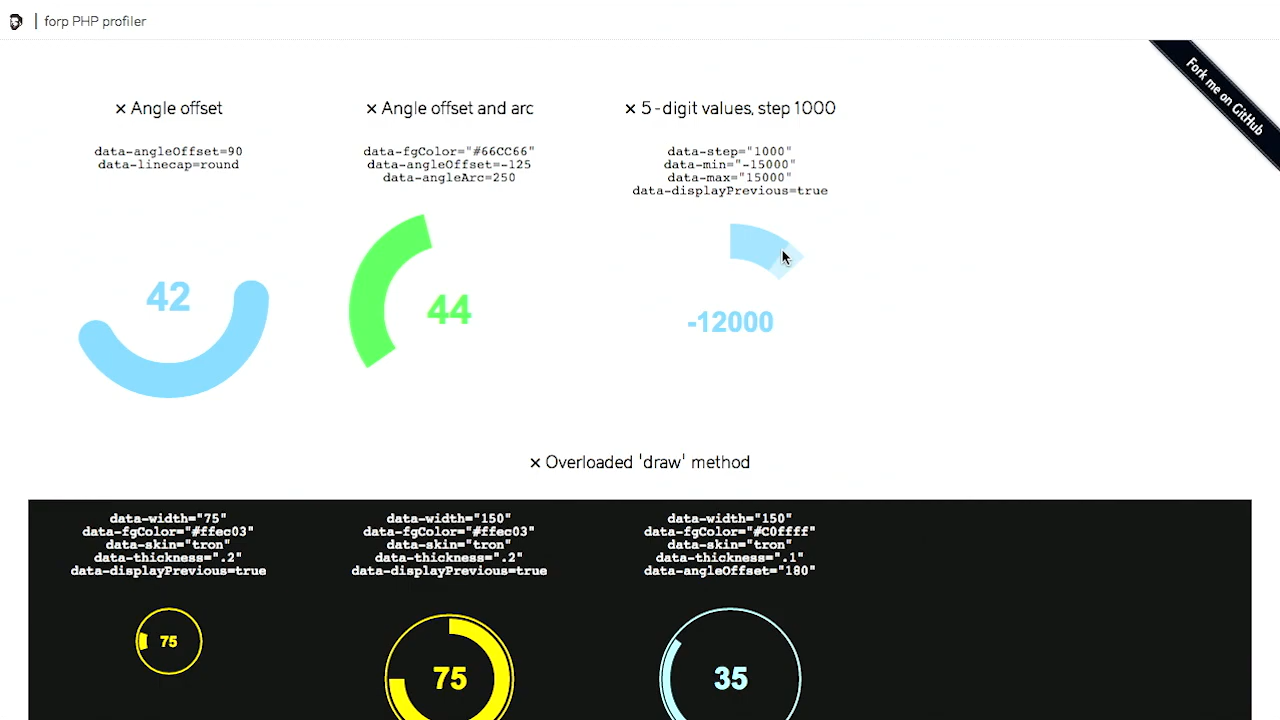 forp PHP profiler
Fork me on GitHub
× Angle offset
data-angleOffset=90
data-linecap=round
42
× Angle offset and arc
data-fgColor="#66CC66"
data-angleOffset=-125
data-angleArc=250
44
× 5-digit values, step 1000
data-step="1000"
data-min="-15000"
data-max="15000"
data-displayPrevious=true
-12000
× Overloaded 'draw' method
data-width="75"
data-fgColor="#ffec03"
data-skin="tron"
data-thickness=".2"
data-displayPrevious=true
75
data-width="150"
data-fgColor="#ffec03"
data-skin="tron"
data-thickness=".2"
data-displayPrevious=true
75
data-width="150"
data-fgColor="#C0ffff"
data-skin="tron"
data-thickness=".1"
data-angleOffset="180"
35